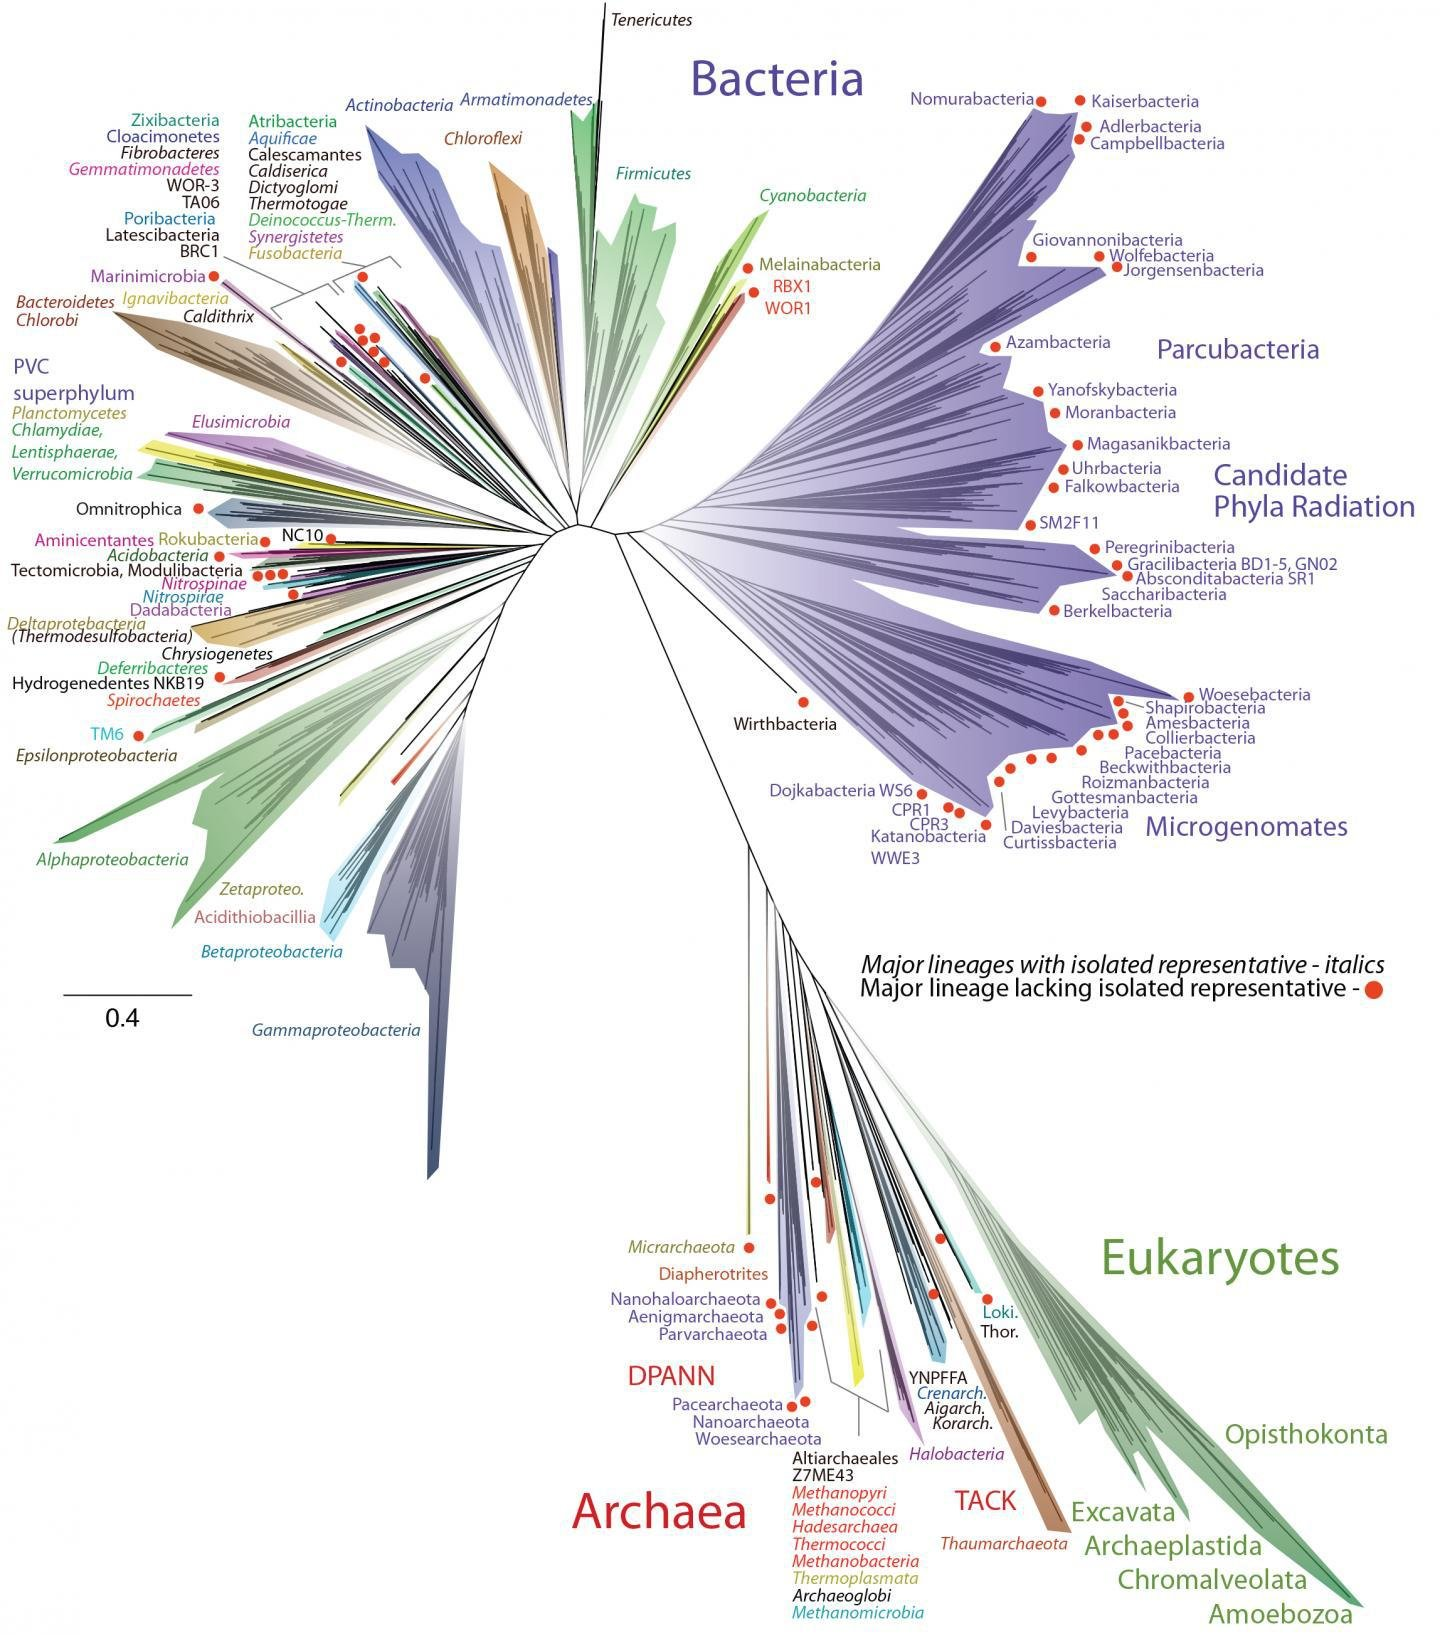 Tenericutes
Bacteria
Actinobacteria
Armatimonadetes
Chloroflexi
Firmicutes
Cyanobacteria
Melainabacteria
RBX1
WOR1
Zixibacteria
Cloacimonetes
Fibrobacteres
Gemmatimonadetes
WOR-3
TA06
Poribacteria
Latescibacteria
BRC1
Atribacteria
Aquificae
Calescamantes
Caldiserica
Dictyoglomi
Thermotogae
Deinococcus-Therm.
Synergistetes
Fusobacteria
Marinimicrobia
Bacteroidetes
Ignavibacteria
Chlorobi
Caldithrix
PVC
superphylum
Planctomycetes
Chlamydiae,
Lentisphaerae,
Verrucomicrobia
Elusimicrobia
Omnitrophica
Aminicentantes
Rokubacteria
NC10
Acidobacteria
Tectomicrobia, Modulibacteria
Nitrospinae
Nitrospirae
Dadabacteria
Deltaprotebacteria
(Thermodesulfobacteria)
Chrysiogenetes
Deferribacteres
Hydrogenedentes NKB19
Spirochaetes
TM6
Epsilonproteobacteria
Alphaproteobacteria
Zetaproteo.
Acidithiobacillia
Betaproteobacteria
Gammaproteobacteria
0.4
Nomurabacteria
Kaiserbacteria
Adlerbacteria
Campbellbacteria
Giovannonibacteria
Wolfebacteria
Jorgensenbacteria
Azambacteria
Parcubacteria
Yanofskybacteria
Moranbacteria
Magasanikbacteria
Uhrbacteria
Falkowbacteria
Candidate
Phyla Radiation
SM2F11
Peregrinibacteria
Gracilibacteria BD1-5, GN02
Absconditabacteria SR1
Saccharibacteria
Berkelbacteria
Woesebacteria
Shapirobacteria
Amesbacteria
Collierbacteria
Pacebacteria
Beckwithbacteria
Roizmanbacteria
Gottesmanbacteria
Levybacteria
Daviesbacteria
Curtissbacteria
Microgenomates
Wirthbacteria
Dojkabacteria WS6
CPR1
CPR3
Katanobacteria
WWE3
Major lineages with isolated representative - italics
Major lineage lacking isolated representative -
Micrarchaeota
Diapherotrites
Nanohaloarchaeota
Aenigmarchaeota
Parvarchaeota
DPANN
Pacearchaeota
Nanoarchaeota
Woesearchaeota
Archaea
Altiarchaeales
Z7ME43
Methanopyri
Methanococci
Hadesarchaea
Thermococci
Methanobacteria
Thermoplasmata
Archaeoglobi
Methanomicrobia
Halobacteria
YNPFFA
Crenarch.
Aigarch.
Korarch.
Loki.
Thor.
TACK
Thaumarchaeota
Eukaryotes
Opisthokonta
Excavata
Archaeplastida
Chromalveolata
Amoebozoa